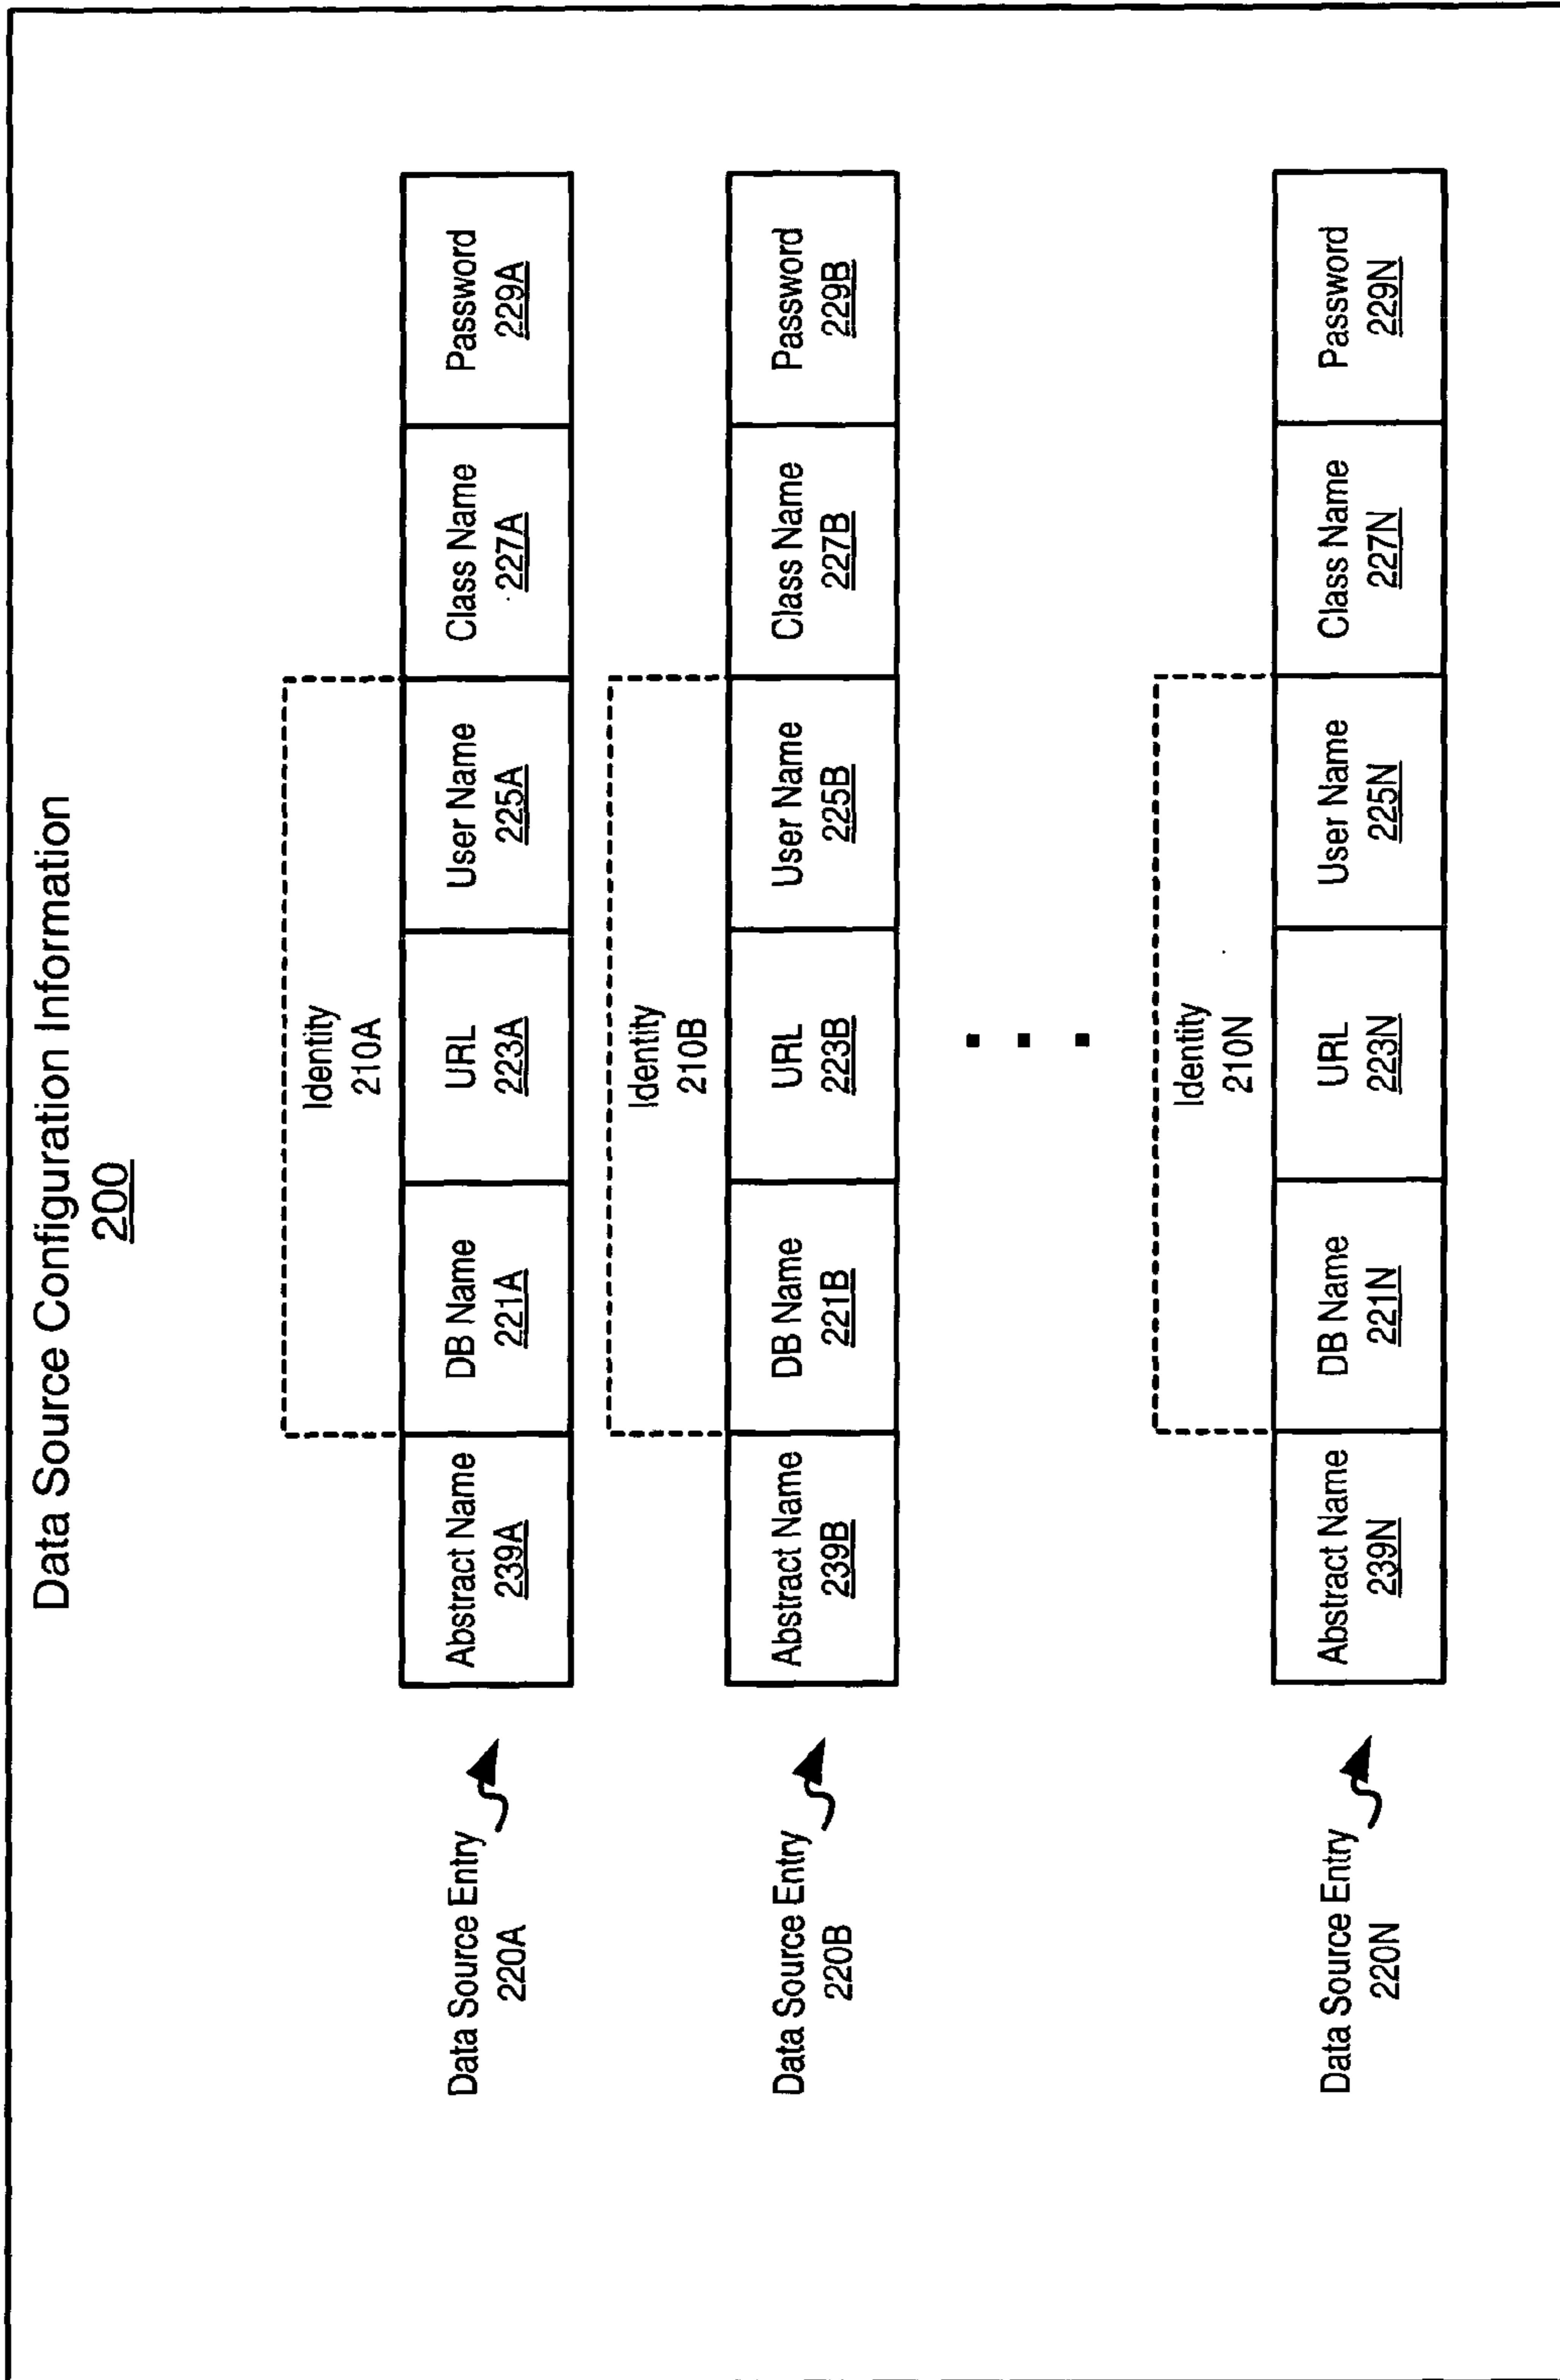 Data Source Configuration Information
200
Identity
210A
Data Source Entry
220A
Abstract Name
239A
DB Name
221A
URL
223A
User Name
225A
Class Name
227A
Password
229A
Identity
210B
Data Source Entry
220B
Abstract Name
239B
DB Name
221B
URL
223B
User Name
225B
Class Name
227B
Password
229B
Identity
210N
Data Source Entry
220N
Abstract Name
239N
DB Name
221N
URL
223N
User Name
225N
Class Name
227N
Password
229N